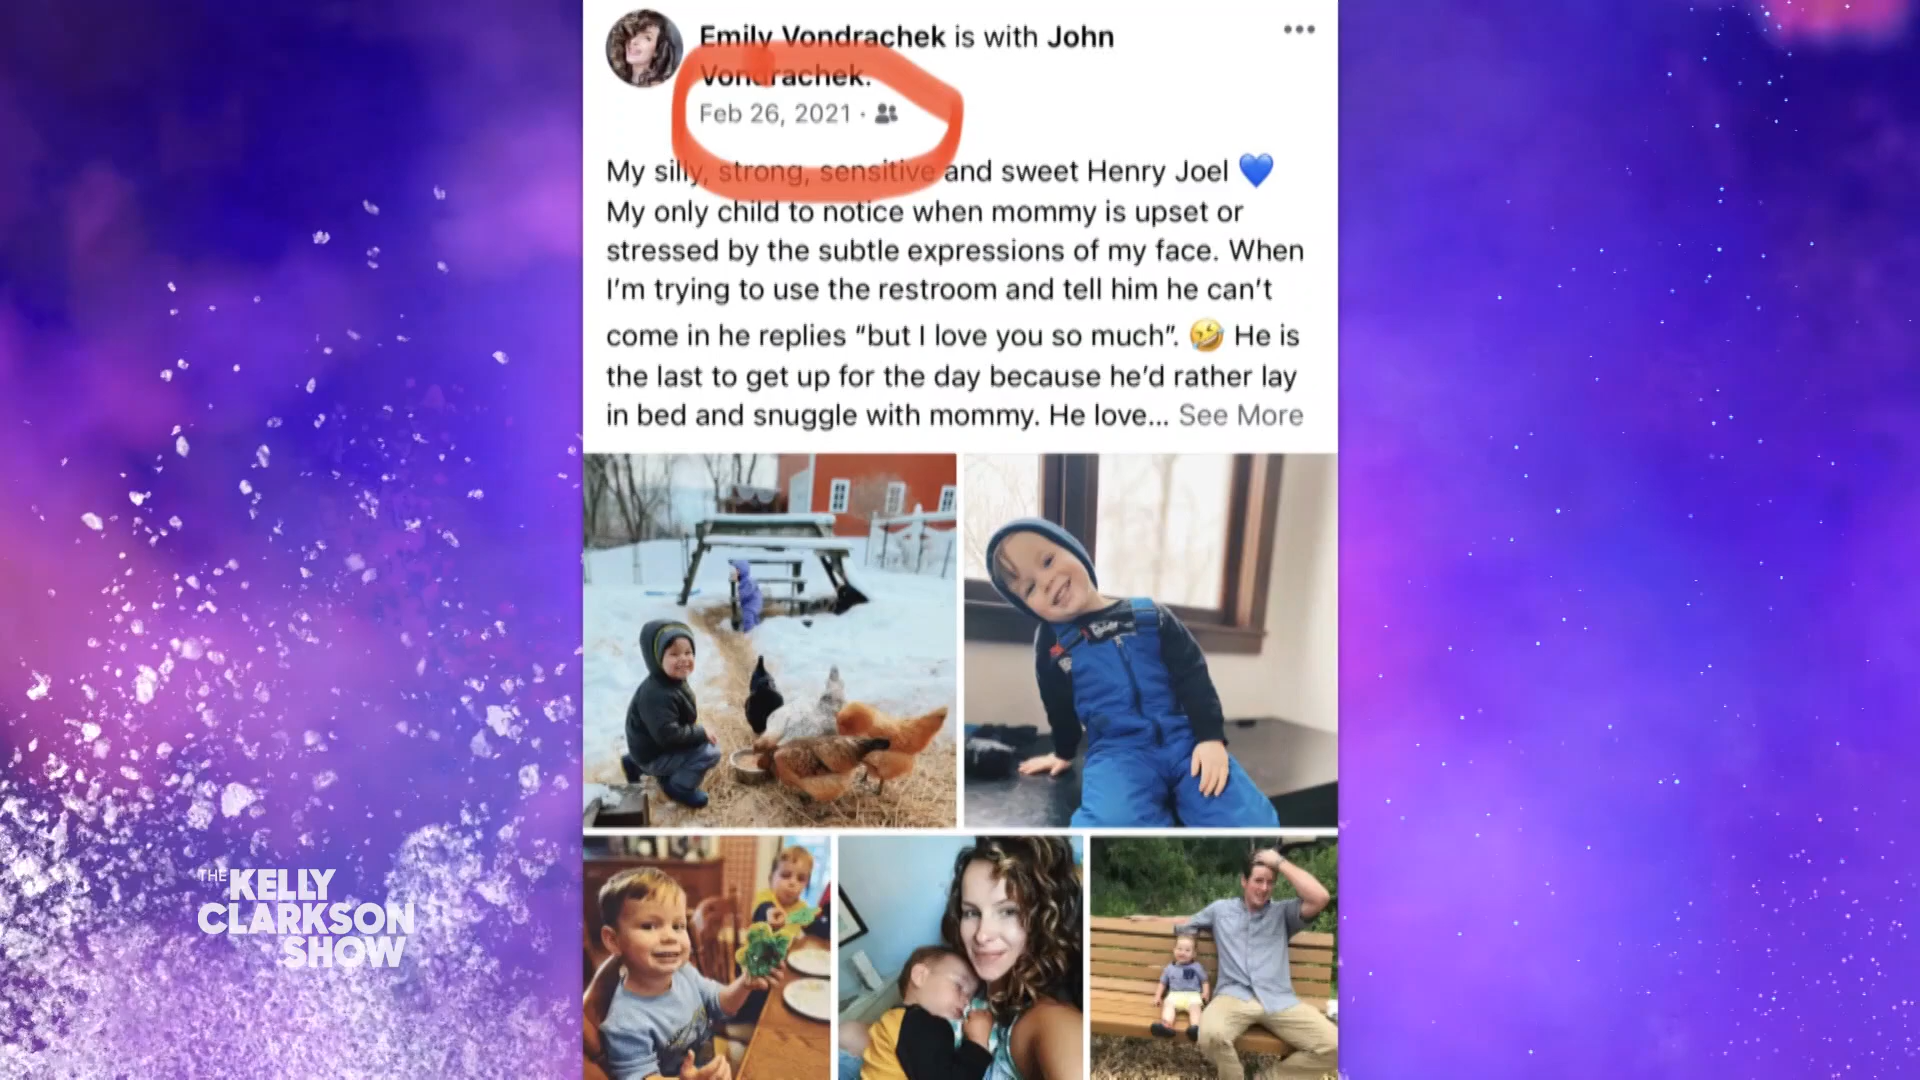 Emily Vondrachek is with John
Vondrachek.
Feb 26, 2021 ·
My silly, strong, sensitive and sweet Henry Joel 💙
My only child to notice when mommy is upset or
stressed by the subtle expressions of my face. When
I'm trying to use the restroom and tell him he can't
come in he replies "but I love you so much". 🤣 He is
the last to get up for the day because he'd rather lay
in bed and snuggle with mommy. He love... See More
THE
KELLY
CLARKSON
SHOW